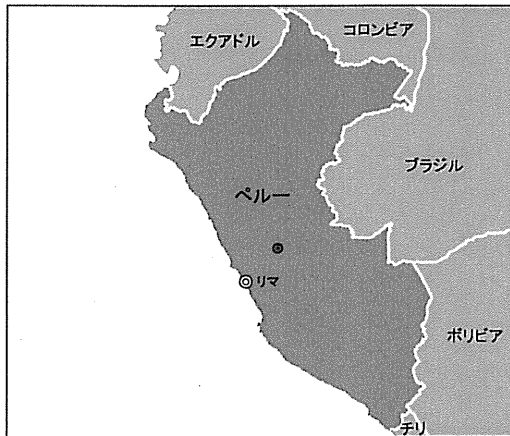 エクアドル
コロンビア
ブラジル
ペルー
リマ
ボリビア
チリ